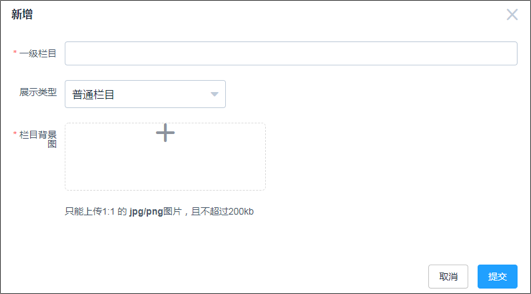 新增
* 一级栏目
展示类型
普通栏目
* 栏目背景
图
只能上传1:1 的 jpg/png图片，且不超过200kb
取消
提交